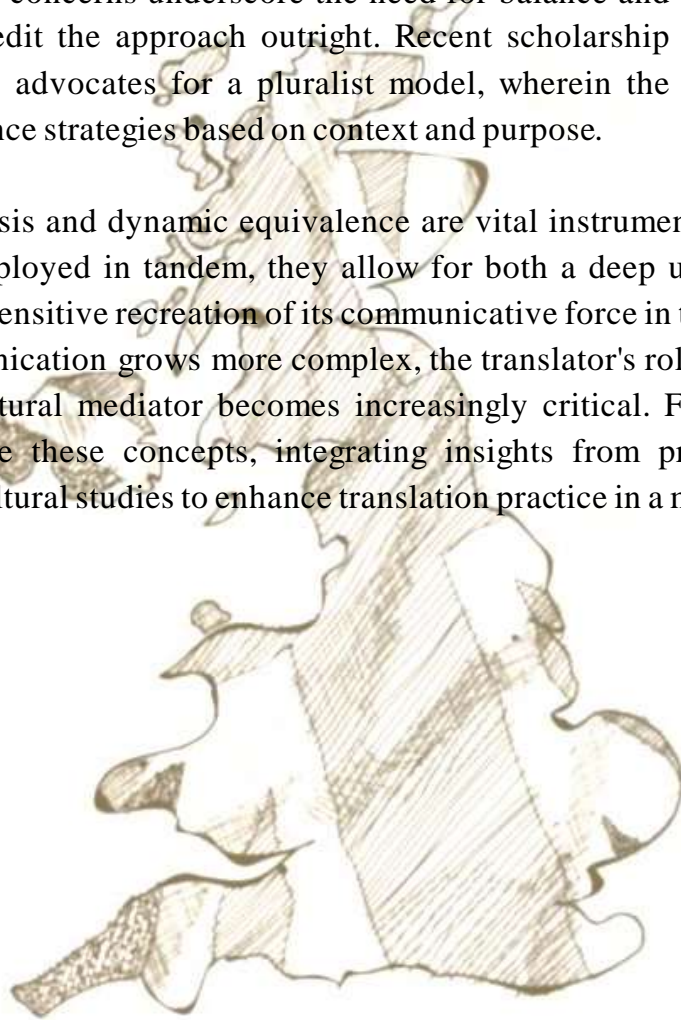 concerns underscore the need for balance and
edit the approach outright. Recent scholarship
advocates for a pluralist model, wherein the
nce strategies based on context and purpose.
sis and dynamic equivalence are vital instrumen
ployed in tandem, they allow for both a deep u
ensitive recreation of its communicative force in t
nication grows more complex, the translator's rol
tural mediator becomes increasingly critical. F
e these concepts, integrating insights from pr
ltural studies to enhance translation practice in a m